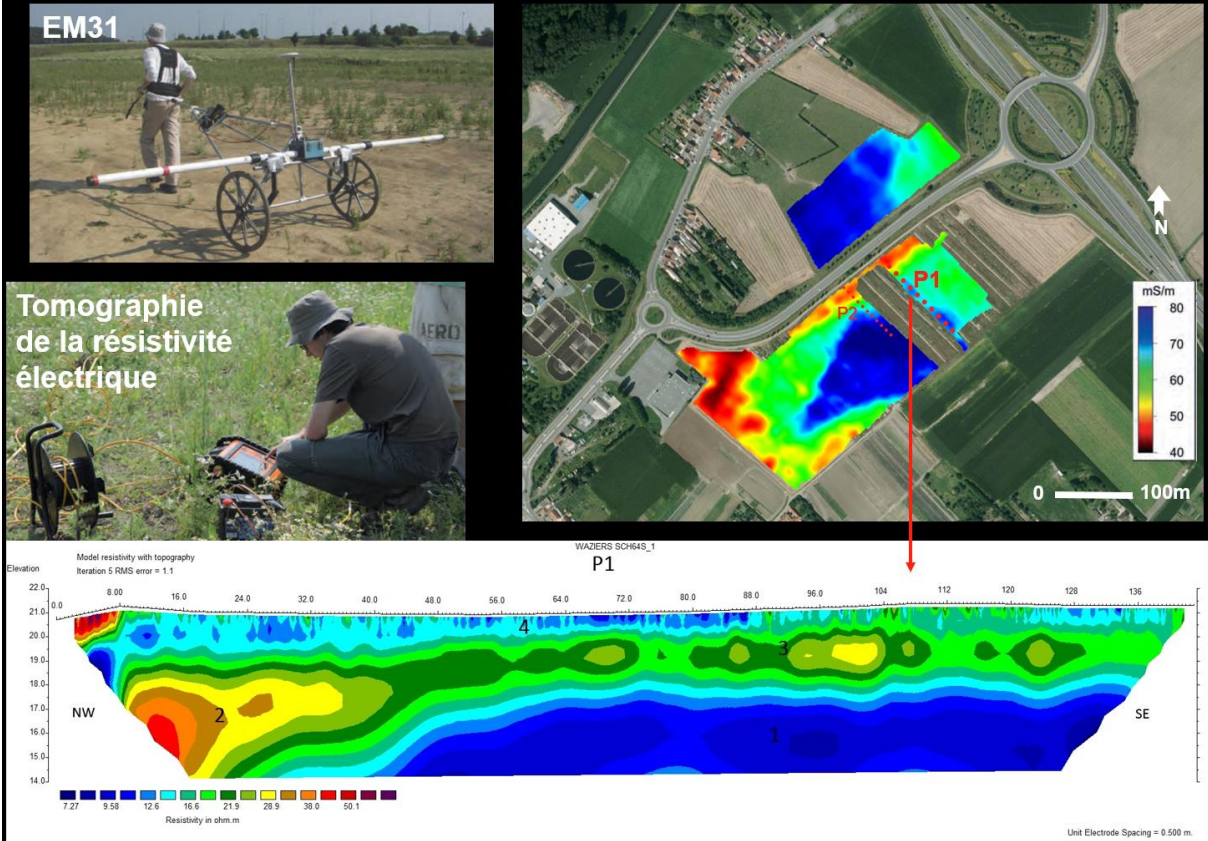 EM31
Tomographie
de la résistivité
électrique
AERO
P1
P2
N
mS/m
80
70
60
50
40
0 100m
WAZIERS SCH64S_1
P1
Model resistivity with topography
Iteration 5 RMS error = 1.1
Elevation
22.0
21.0
20.0
19.0
18.0
17.0
16.0
15.0
14.0
0.0 8.00 16.0 24.0 32.0 40.0 48.0 56.0 64.0 72.0 80.0 88.0 96.0 104 112 120 128 136
4
3
2
1
NW
SE
7.27 9.58 12.6 16.6 21.9 28.9 38.0 50.1
Resistivity in ohm.m
Unit Electrode Spacing = 0.500 m.